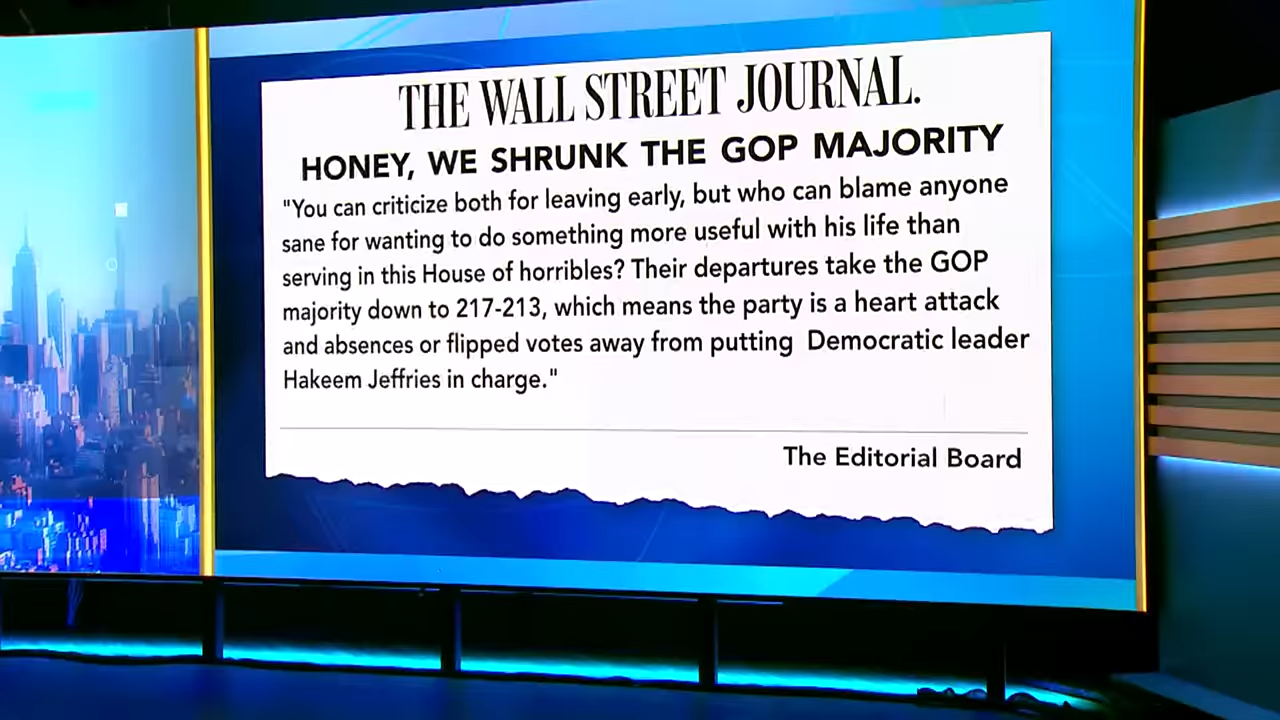 THE WALL STREET JOURNAL.
HONEY, WE SHRUNK THE GOP MAJORITY
"You can criticize both for leaving early, but who can blame anyone
sane for wanting to do something more useful with his life than
serving in this House of horribles? Their departures take the GOP
majority down to 217-213, which means the party is a heart attack
and absences or flipped votes away from putting Democratic leader
Hakeem Jeffries in charge."
The Editorial Board